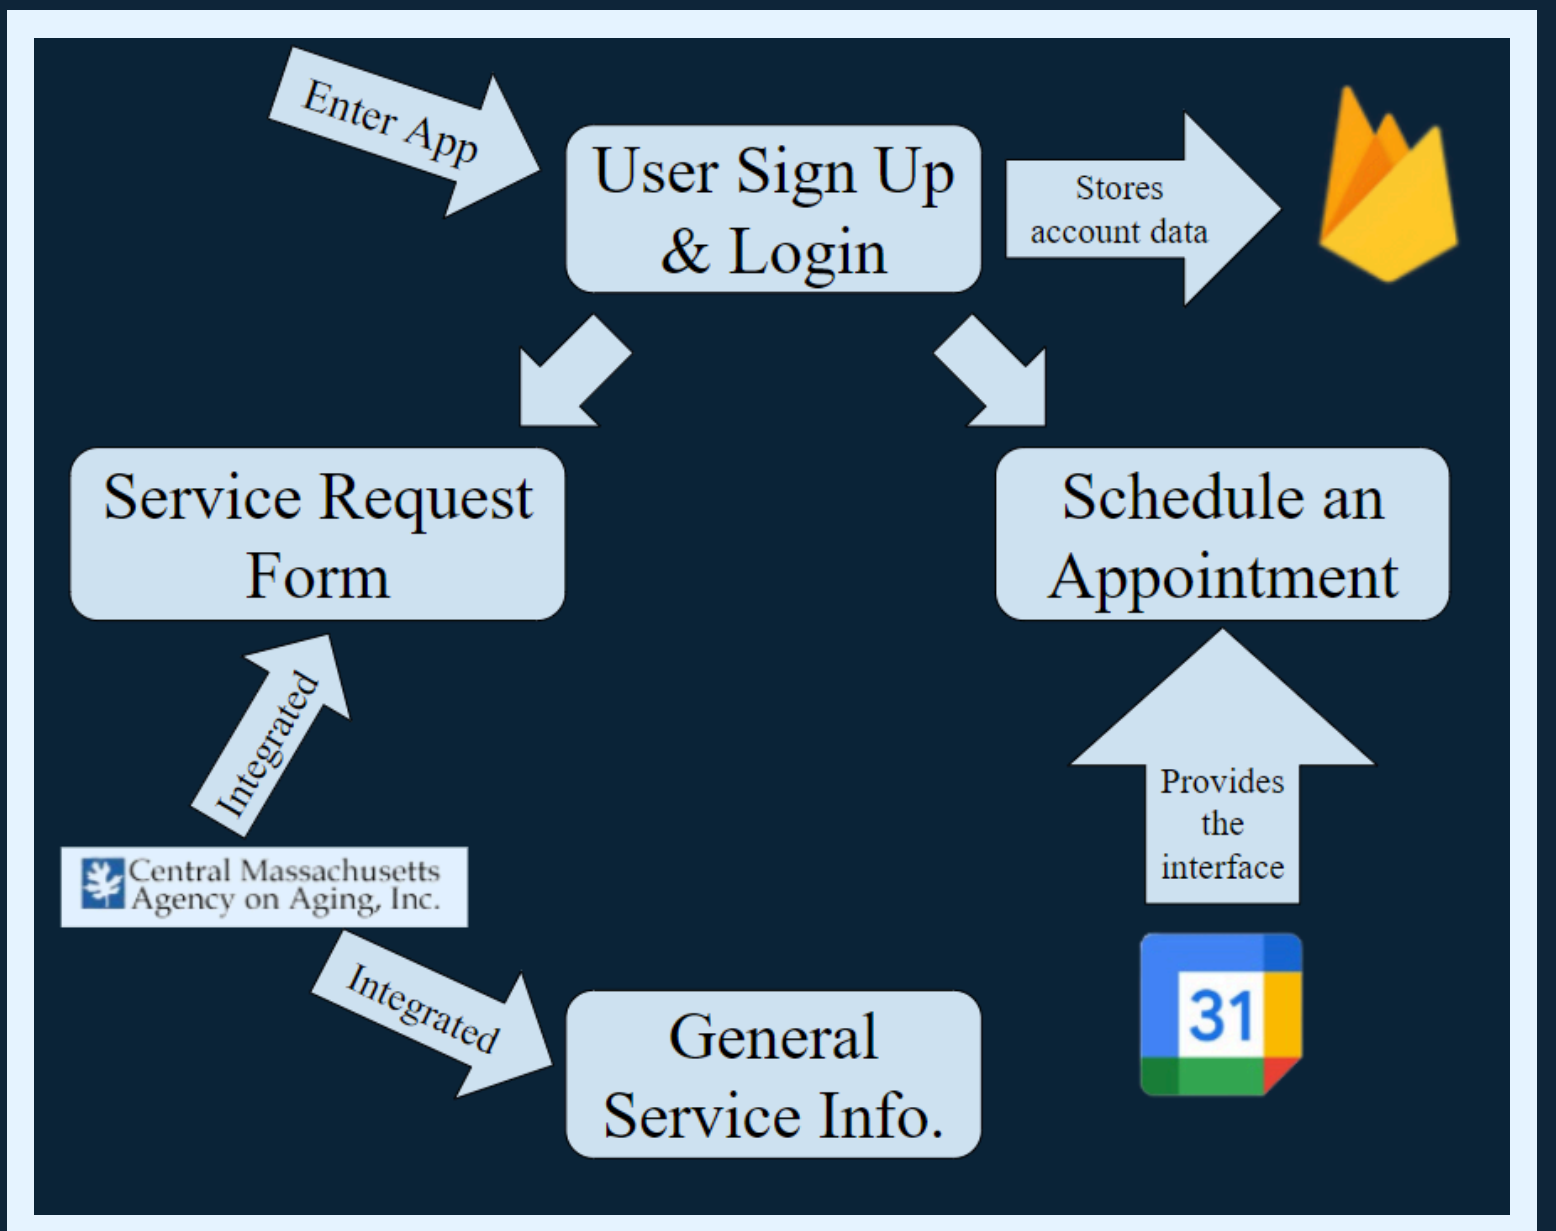 Enter App
User Sign Up
& Login
Stores
account data
Service Request
Form
Schedule an
Appointment
Integrated
Provides
the
interface
Central Massachusetts
Agency on Aging, Inc.
Integrated
31
General
Service Info.